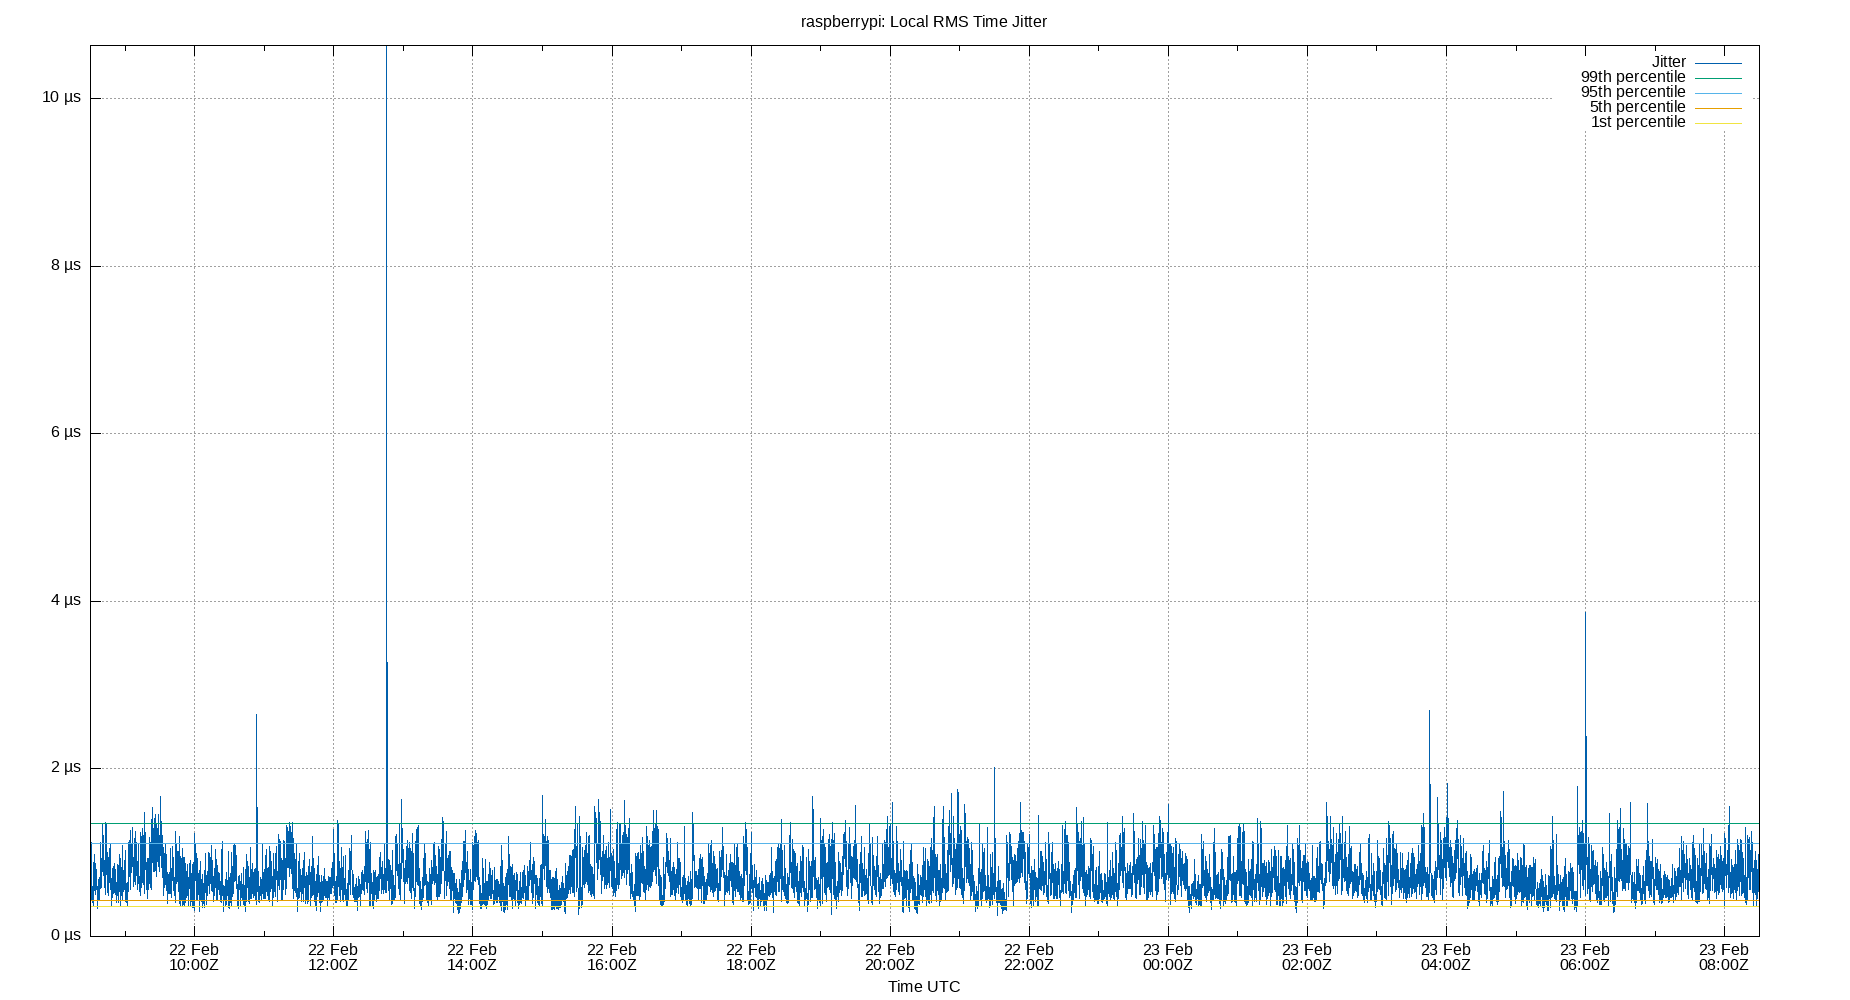 raspberrypi: Local RMS Time Jitter
Jitter
99th percentile
95th percentile
5th percentile
1st percentile
10 µs
8 µs
6 µs
4 µs
2 µs
0 µs
22 Feb 22 Feb 22 Feb 22 Feb 22 Feb 22 Feb 22 Feb 23 Feb 23 Feb 23 Feb 23 Feb 23 Feb
10:00Z 12:00Z 14:00Z 16:00Z 18:00Z 20:00Z 22:00Z 00:00Z 02:00Z 04:00Z 06:00Z 08:00Z
Time UTC